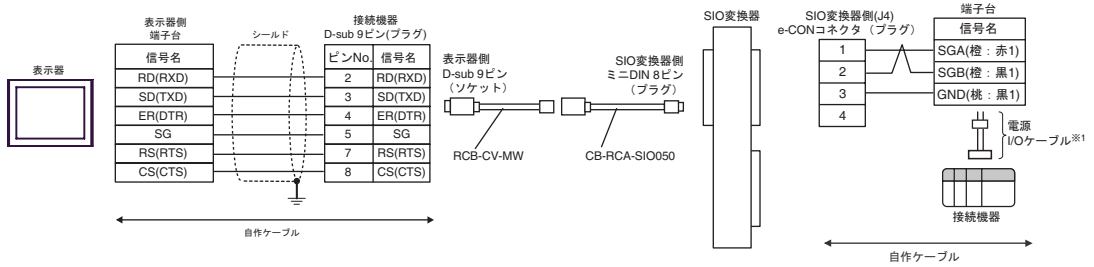 表示器
表示器側
端子台
信号名
RD(RXD)
SD(TXD)
ER(DTR)
SG
RS(RTS)
CS(CTS)
シールド
接続機器
D-sub 9ピン(プラグ)
ピンNo. 信号名
2 RD(RXD)
3 SD(TXD)
4 ER(DTR)
5 SG
7 RS(RTS)
8 CS(CTS)
自作ケーブル
表示器側
D-sub 9ピン
(ソケット)
RCB-CV-MW
SIO変換器側
ミニDIN 8ピン
(プラグ)
CB-RCA-SIO050
SIO変換器
SIO変換器側(J4)
e-CONコネクタ(プラグ)
1
2
3
4
端子台
信号名
SGA(橙:赤1)
SGB(橙:黒1)
GND(桃:黒1)
電源
I/Oケーブル※1
接続機器
自作ケーブル